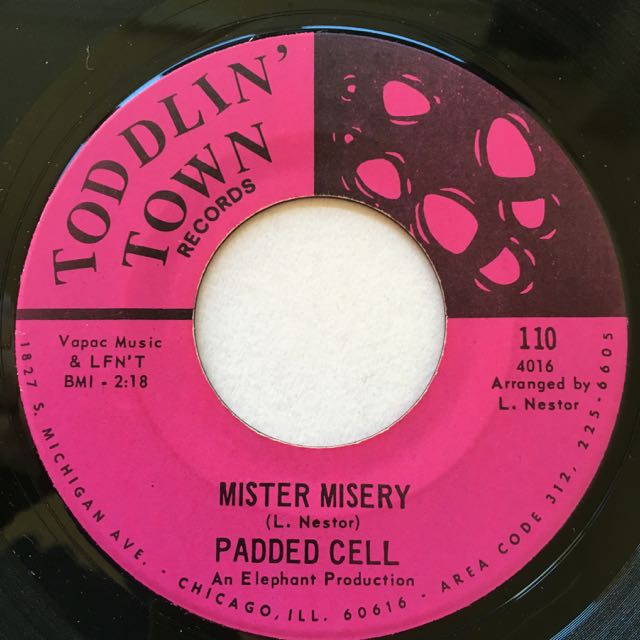 TODDLIN'
TOWN
RECORDS
Vapac Music
& LFN'T
BMI - 2:18
110
4016
Arranged by
L. Nestor
MISTER MISERY
(L. Nestor)
PADDED CELL
An Elephant Production
1827 S. MICHIGAN AVE. - CHICAGO, ILL. 60616 - AREA CODE 312, 225-6605